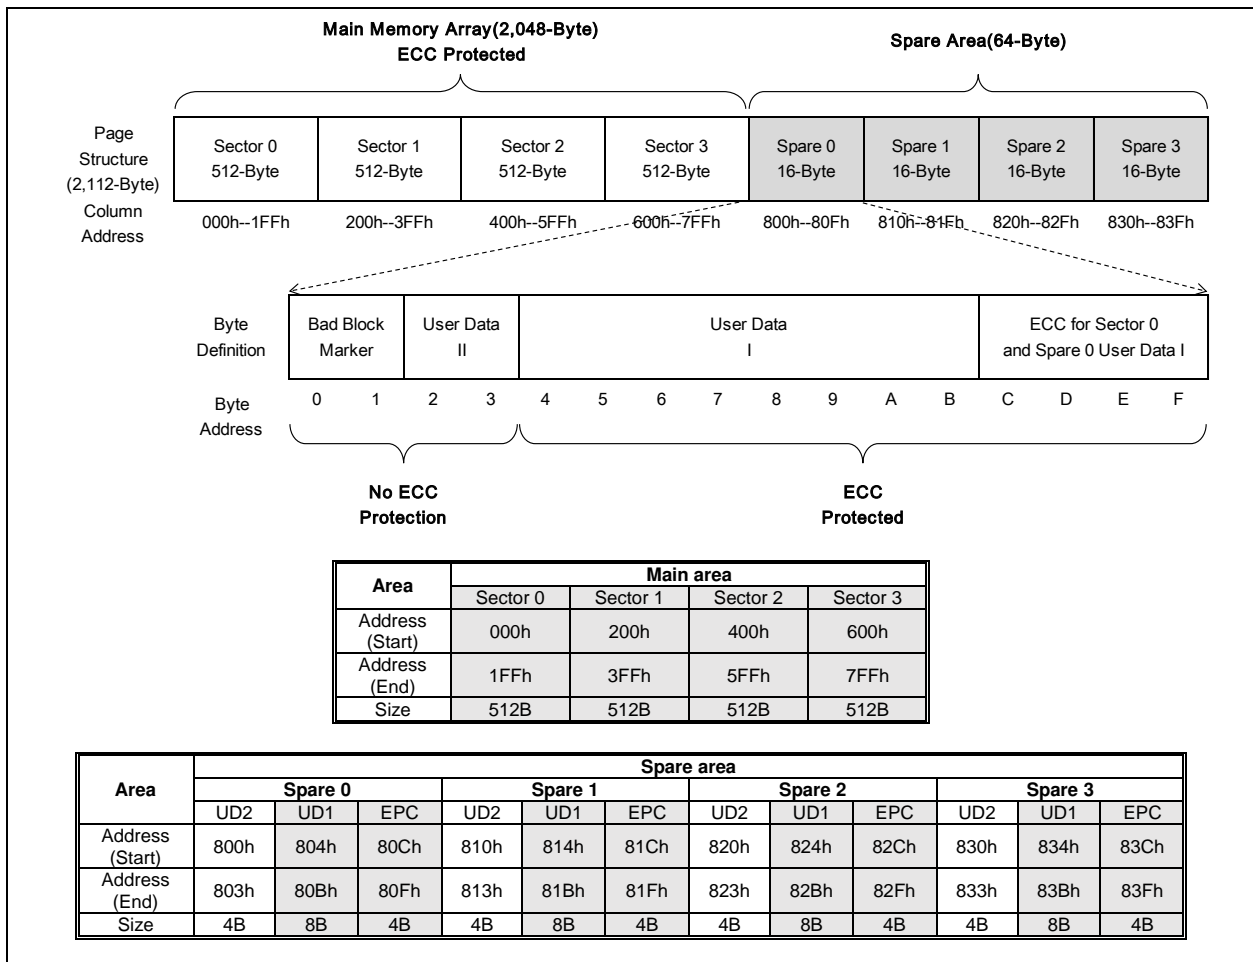 Main Memory Array(2,048-Byte)
ECC Protected
Spare Area(64-Byte)
Page
Structure
(2,112-Byte)
Column
Address
Sector 0
512-Byte
Sector 1
512-Byte
Sector 2
512-Byte
Sector 3
512-Byte
Spare 0
16-Byte
Spare 1
16-Byte
Spare 2
16-Byte
Spare 3
16-Byte
000h--1FFh 200h--3FFh 400h--5FFh 600h--7FFh 800h--80Fh 810h--81Fh 820h--82Fh 830h--83Fh
Byte
Definition
Bad Block
Marker
User Data
II
User Data
I
ECC for Sector 0
and Spare 0 User Data I
Byte
Address
0 1 2 3 4 5 6 7 8 9 A B C D E F
No ECC
Protection
ECC
Protected
Area Main area
Sector 0 Sector 1 Sector 2 Sector 3
Address
(Start)
000h 200h 400h 600h
Address
(End)
1FFh 3FFh 5FFh 7FFh
Size 512B 512B 512B 512B
Area Spare area
Spare 0 Spare 1 Spare 2 Spare 3
UD2 UD1 EPC UD2 UD1 EPC UD2 UD1 EPC UD2 UD1 EPC
Address
(Start)
800h 804h 80Ch 810h 814h 81Ch 820h 824h 82Ch 830h 834h 83Ch
Address
(End)
803h 80Bh 80Fh 813h 81Bh 81Fh 823h 82Bh 82Fh 833h 83Bh 83Fh
Size 4B 8B 4B 4B 8B 4B 4B 8B 4B 4B 8B 4B